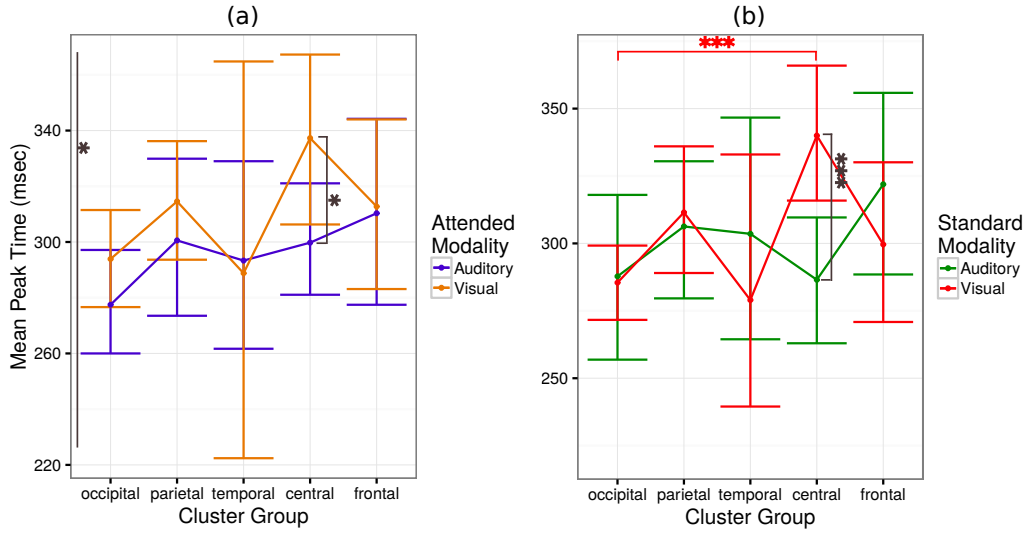 (a)
(b)
Mean Peak Time (msec)
340
300
260
220
*
*
occipital parietal temporal central frontal
Cluster Group
Attended
Modality
Auditory
Visual
350
300
250
***
***
occipital parietal temporal central frontal
Cluster Group
Standard
Modality
Auditory
Visual